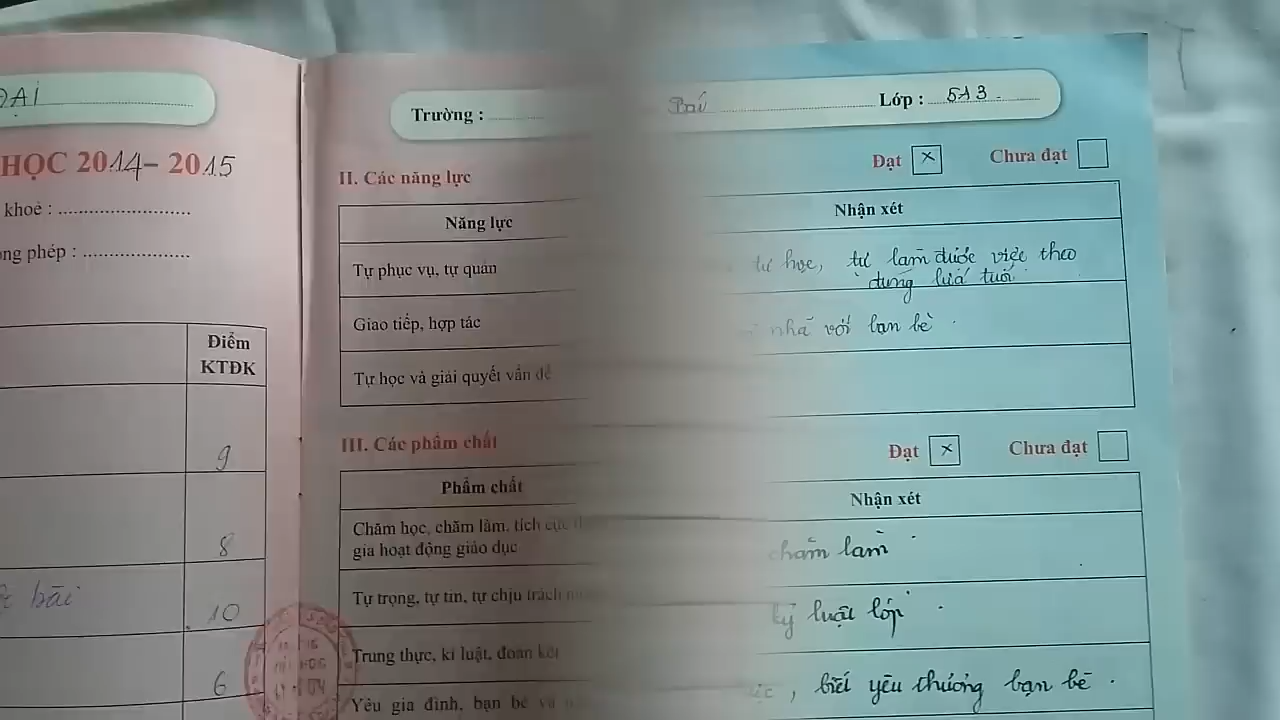 ĐẠI
HỌC 2014 – 2015
khoẻ :
ng phép :
Điểm
KTĐK
9
8
bài
10
6
Trường :
Lớp : 513
II. Các năng lực
Đạt x Chưa đạt
Năng lực
Nhận xét
Tự phục vụ, tự quản
tự học, tự làm được việc theo
đúng lứa tuổi
Giao tiếp, hợp tác
nhã với bạn bè .
Tự học và giải quyết vấn đề
III. Các phẩm chất
Đạt x Chưa đạt
Phẩm chất
Nhận xét
Chăm học, chăm làm, tích cực
gia hoạt động giáo dục
chăm làm
Tự trọng, tự tin, tự chịu trách
kỷ luật lớp .
Trung thực, kỉ luật, đoàn kết
, biết yêu thương bạn bè .
Yêu gia đình, bạn bè và